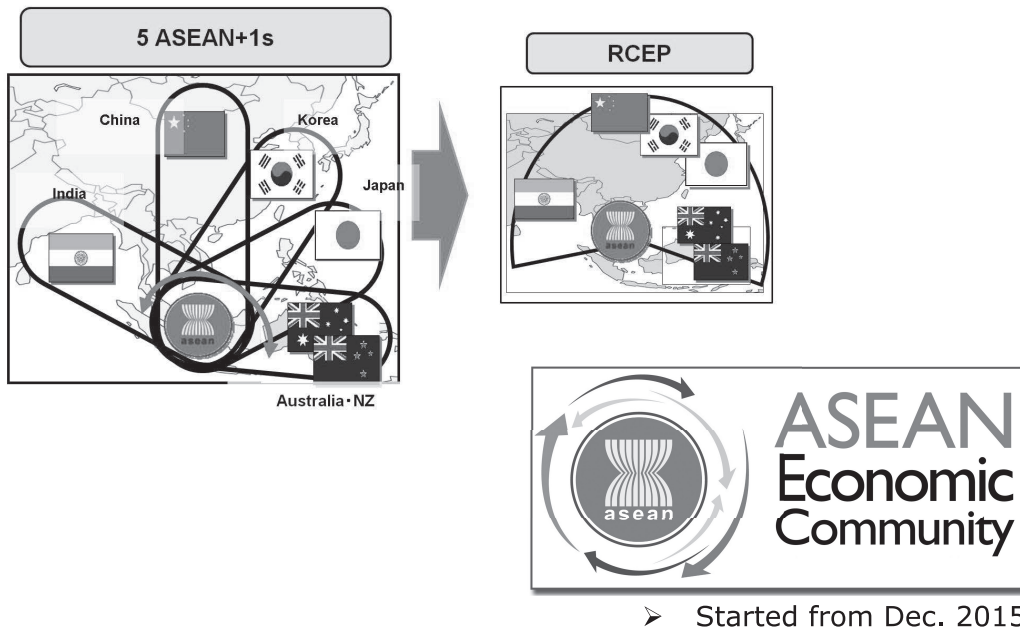 5 ASEAN+1s
China
Korea
India
Japan
asean
Australia・NZ
RCEP
asean
asean
ASEAN
Economic
Community
➢ Started from Dec. 2015